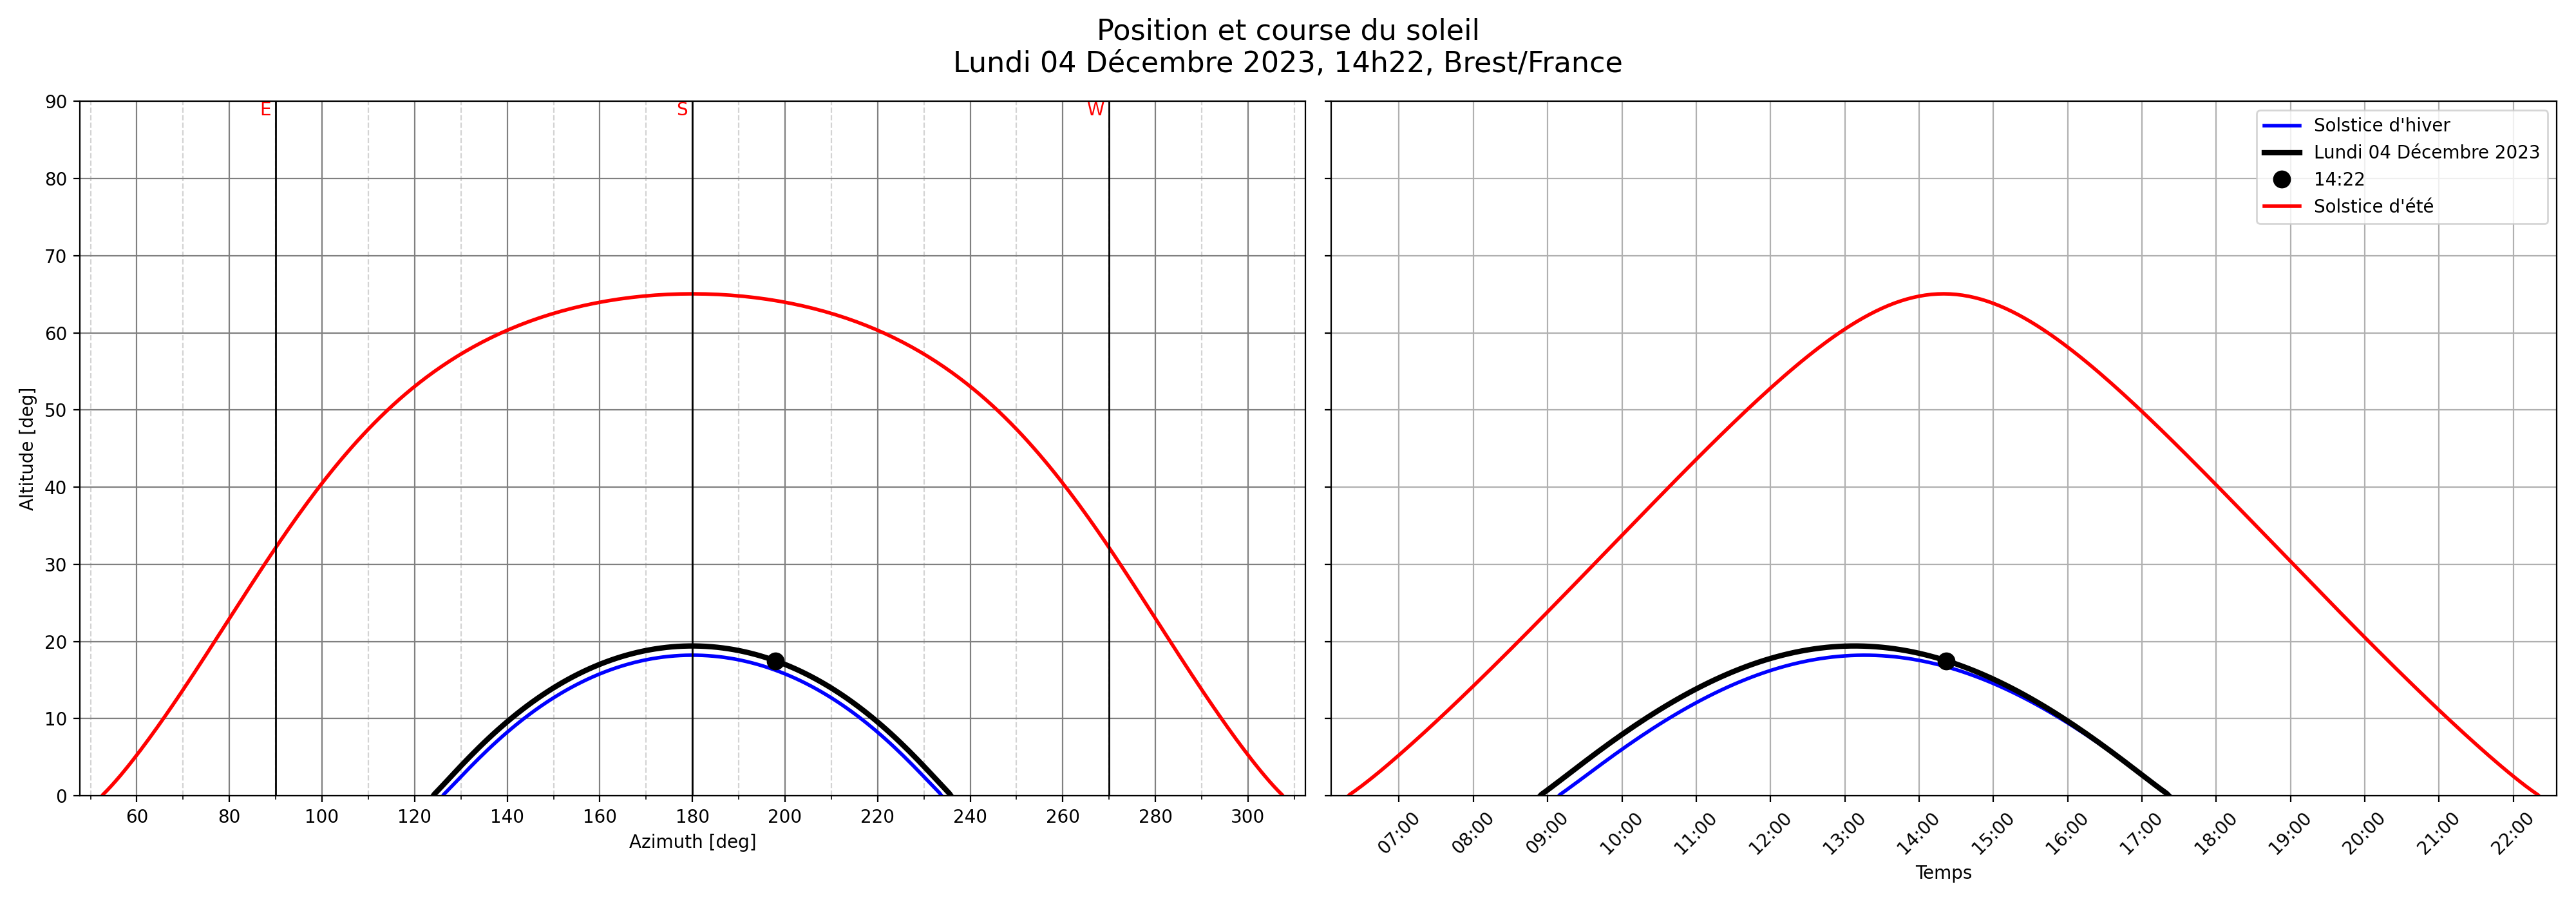 Position et course du soleil
Lundi 04 Décembre 2023, 14h22, Brest/France
E S W
90
80
70
60
50
40
30
20
10
0
Altitude [deg]
60 80 100 120 140 160 180 200 220 240 260 280 300
Azimuth [deg]
Solstice d'hiver
Lundi 04 Décembre 2023
14:22
Solstice d'été
07:00 08:00 09:00 10:00 11:00 12:00 13:00 14:00 15:00 16:00 17:00 18:00 19:00 20:00 21:00 22:00
Temps